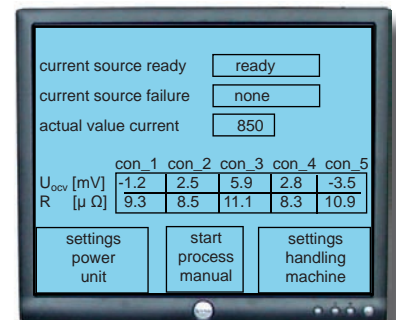 current source ready ready
current source failure none
actual value current 850
con_1 con_2 con_3 con_4 con_5
Uocv [mV] -1.2 2.5 5.9 2.8 -3.5
R [µ Ω] 9.3 8.5 11.1 8.3 10.9
settings power unit
start process manual
settings handling machine